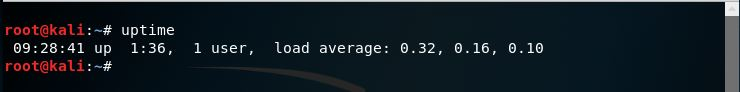 root@kali:~# uptime
 09:28:41 up  1:36,  1 user,  load average: 0.32, 0.16, 0.10
root@kali:~#